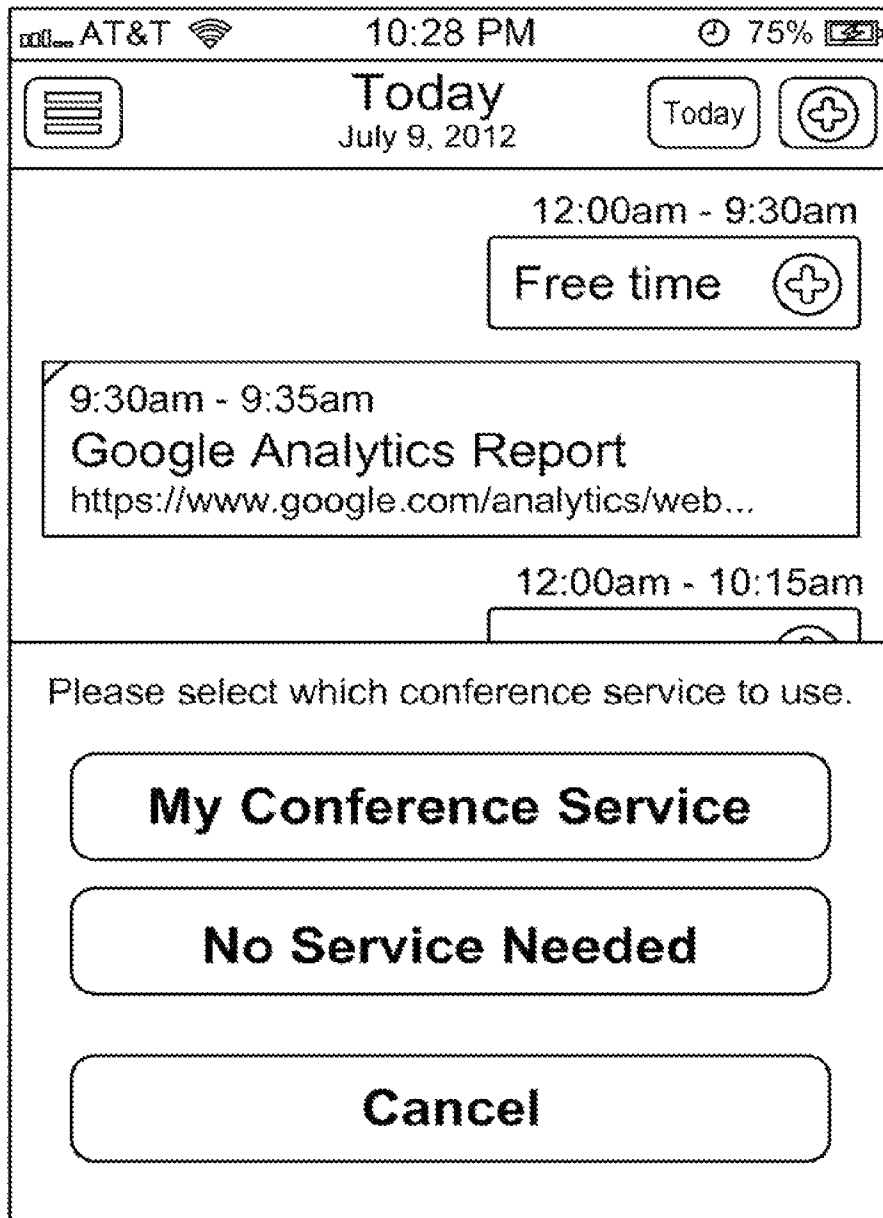 AT&T 10:28 PM 75%
Today
July 9, 2012
Today
12:00am - 9:30am
Free time
9:30am - 9:35am
Google Analytics Report
https://www.google.com/analytics/web...
12:00am - 10:15am
Please select which conference service to use.
My Conference Service
No Service Needed
Cancel